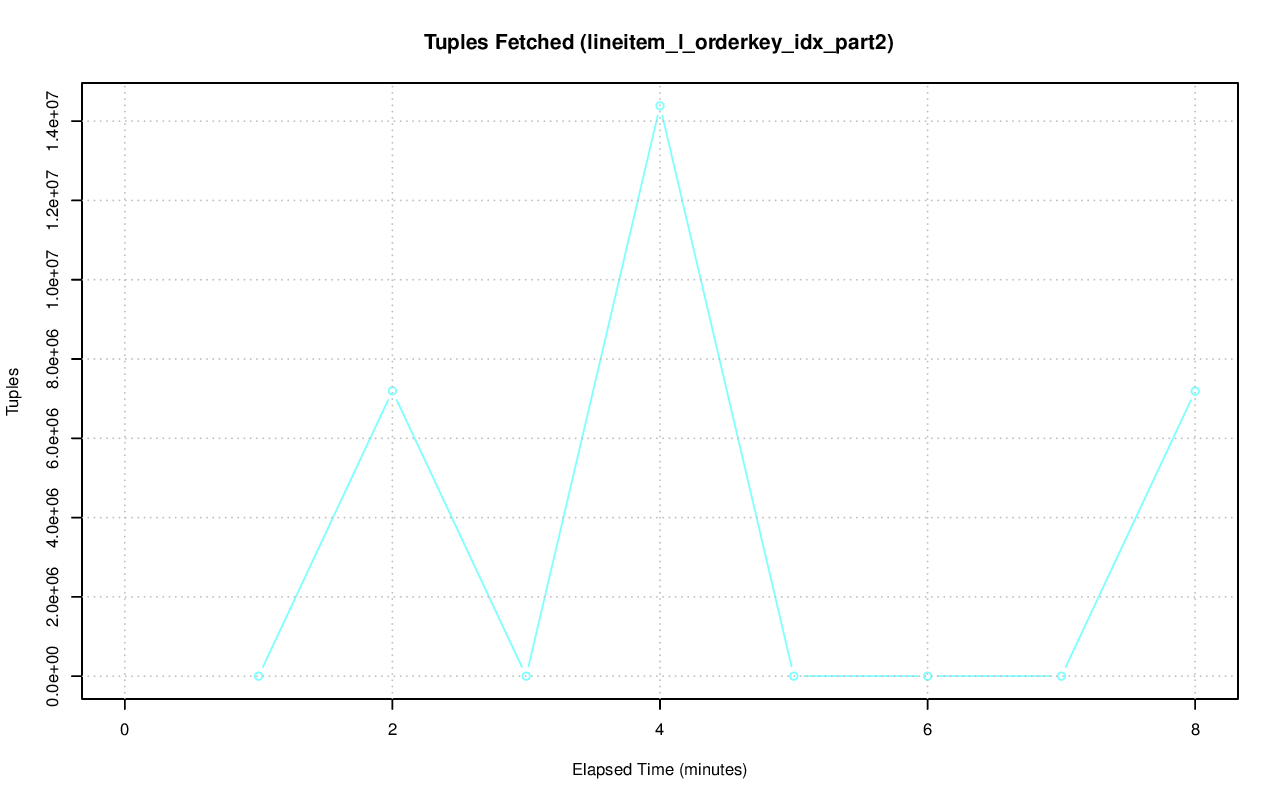 Tuples Fetched (lineitem_l_orderkey_idx_part2)
Tuples
1.4e+07
1.2e+07
1.0e+07
8.0e+06
6.0e+06
4.0e+06
2.0e+06
0.0e+00
0 2 4 6 8
Elapsed Time (minutes)